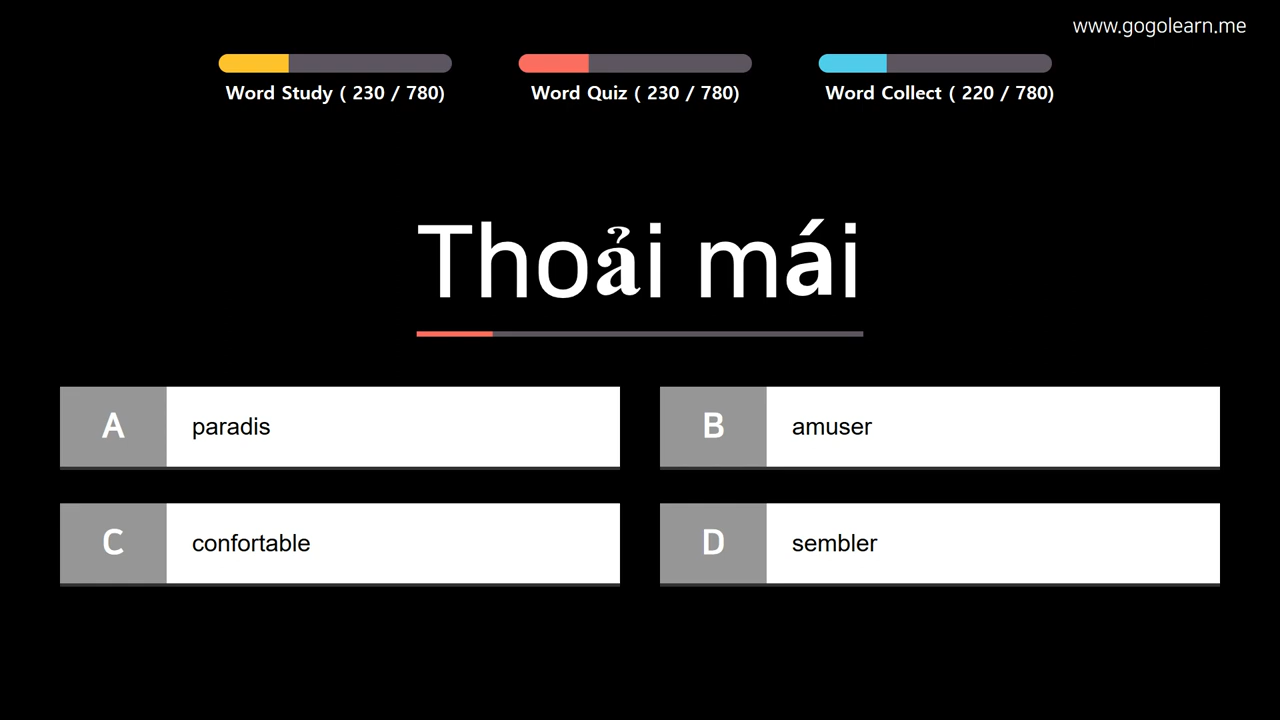 www.gogolearn.me
Word Study ( 230 / 780)
Word Quiz ( 230 / 780)
Word Collect ( 220 / 780)
Thoải mái
A paradis
B amuser
C confortable
D sembler